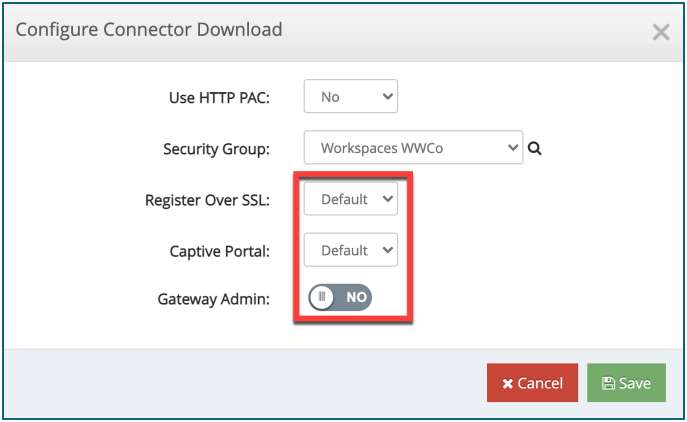 Configure Connector Download
Use HTTP PAC: No
Security Group: Workspaces WWCo
Register Over SSL: Default
Captive Portal: Default
Gateway Admin: NO
Cancel Save